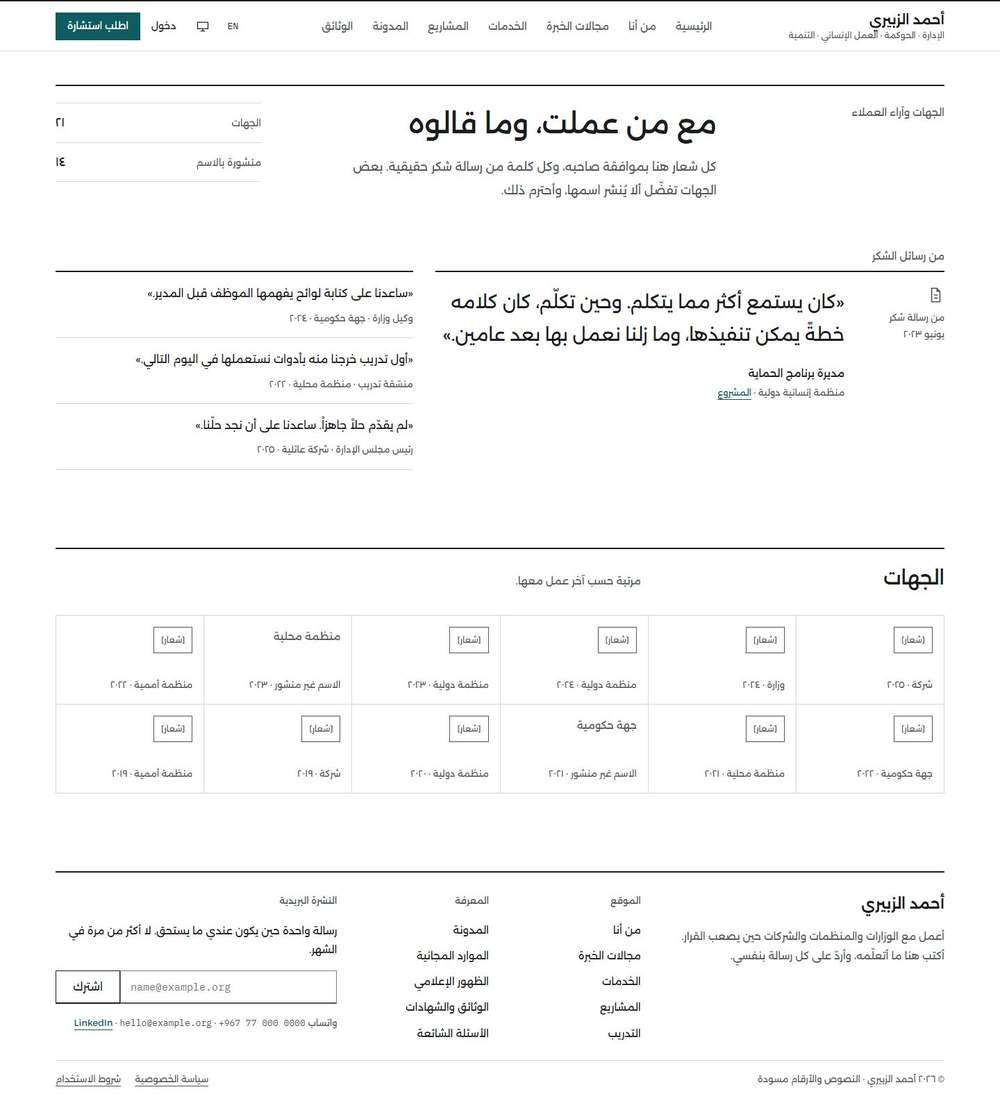 أحمد الزبيري
الإدارة · الحوكمة · العمل الإنساني · التنمية
الرئيسية
من أنا
مجالات الخبرة
الخدمات
المشاريع
المدونة
الوثائق
EN
دخول
اطلب استشارة
الجهات وآراء العملاء
مع من عملت، وما قالوه
كل شعار هنا بموافقة صاحبه، وكل كلمة من رسالة شكر حقيقية. بعض
الجهات تفضّل ألا يُنشر اسمها، وأحترم ذلك.
الجهات
٢١
منشورة بالاسم
١٤
من رسائل الشكر
من رسالة شكر
يونيو ٢٠٢٣
«كان يستمع أكثر مما يتكلم. وحين تكلّم، كان كلامه
خطةً يمكن تنفيذها، وما زلنا نعمل بها بعد عامين.»
مديرة برنامج الحماية
منظمة إنسانية دولية · المشروع
«ساعدنا على كتابة لوائح يفهمها الموظف قبل المدير.»
وكيل وزارة · جهة حكومية · ٢٠٢٤
«أول تدريب خرجنا منه بأدوات نستعملها في اليوم التالي.»
منسّقة تدريب · منظمة محلية · ٢٠٢٢
«لم يقدّم حلاً جاهزاً. ساعدنا على أن نجد حلّنا.»
رئيس مجلس الإدارة · شركة عائلية · ٢٠٢٥
الجهات
مرتبة حسب آخر عمل معها.
[شعار]
شركة · ٢٠٢٥
[شعار]
وزارة · ٢٠٢٤
[شعار]
منظمة دولية · ٢٠٢٤
[شعار]
منظمة دولية · ٢٠٢٣
منظمة محلية
الاسم غير منشور · ٢٠٢٣
[شعار]
منظمة أممية · ٢٠٢٢
[شعار]
جهة حكومية · ٢٠٢٢
[شعار]
منظمة محلية · ٢٠٢١
جهة حكومية
الاسم غير منشور · ٢٠٢١
[شعار]
منظمة دولية · ٢٠٢٠
[شعار]
شركة · ٢٠١٩
[شعار]
منظمة أممية · ٢٠١٩
أحمد الزبيري
أعمل مع الوزارات والمنظمات والشركات حين يصعب القرار.
أكتب هنا ما أتعلّمه، وأردّ على كل رسالة بنفسي.
الموقع
من أنا
مجالات الخبرة
الخدمات
المشاريع
التدريب
المعرفة
المدونة
الموارد المجانية
الظهور الإعلامي
الوثائق والشهادات
الأسئلة الشائعة
النشرة البريدية
رسالة واحدة حين يكون عندي ما يستحق. لا أكثر من مرة في
الشهر.
name@example.org
اشترك
واتساب 0000 000 77 967+ · hello@example.org · LinkedIn
© ٢٠٢٦ أحمد الزبيري · النصوص والأرقام مسودة
سياسة الخصوصية
شروط الاستخدام